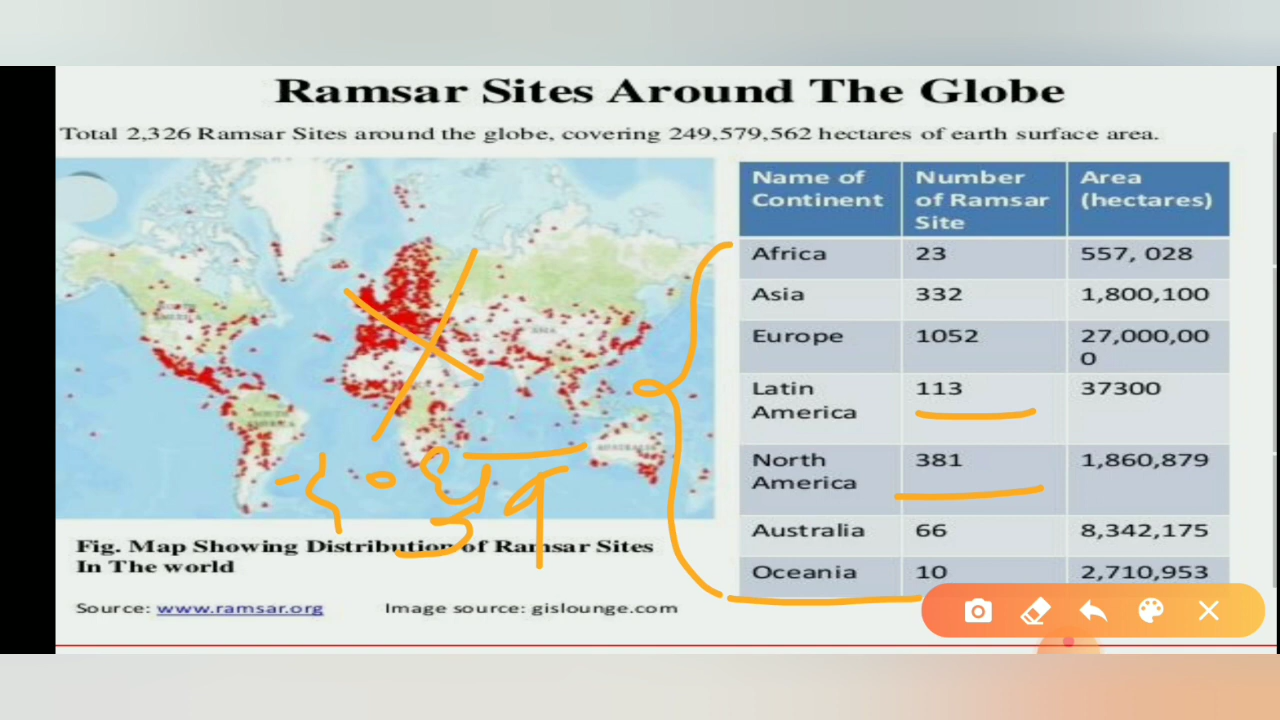 Ramsar Sites Around The Globe
Total 2,326 Ramsar Sites around the globe, covering 249,579,562 hectares of earth surface area.
Name of Continent Number of Ramsar Site Area (hectares)
Africa 23 557, 028
Asia 332 1,800,100
Europe 1052 27,000,000
Latin America 113 37300
North America 381 1,860,879
Australia 66 8,342,175
Oceania 10 2,710,953
ASIA
SOUTH AMERICA
Fig. Map Showing Distribution of Ramsar Sites
In The world
Source: www.ramsar.org Image source: gislounge.com